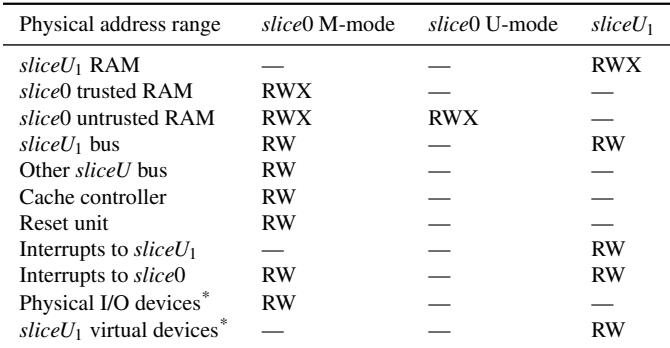 Physical address range slice0 M-mode slice0 U-mode sliceU₁
sliceU₁ RAM — — RWX
slice0 trusted RAM RWX — —
slice0 untrusted RAM RWX RWX —
sliceU₁ bus RW — RW
Other sliceU bus RW — —
Cache controller RW — —
Reset unit RW — —
Interrupts to sliceU₁ — — RW
Interrupts to slice0 RW — RW
Physical I/O devices* RW — —
sliceU₁ virtual devices* — — RW